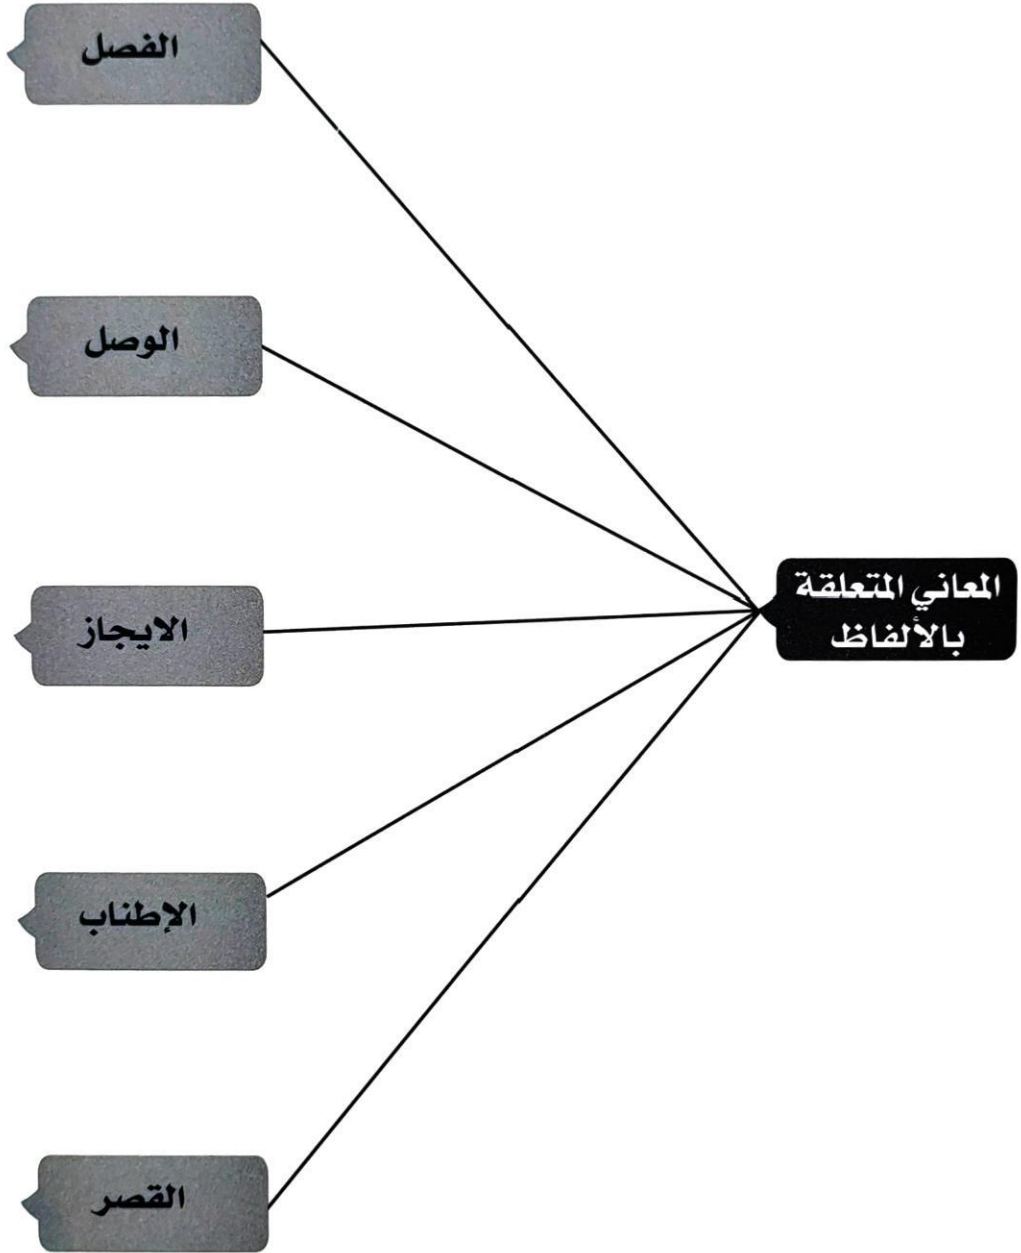 المعاني المتعلقة
بالألفاظ
الفصل
الوصل
الايجاز
الإطناب
القصر